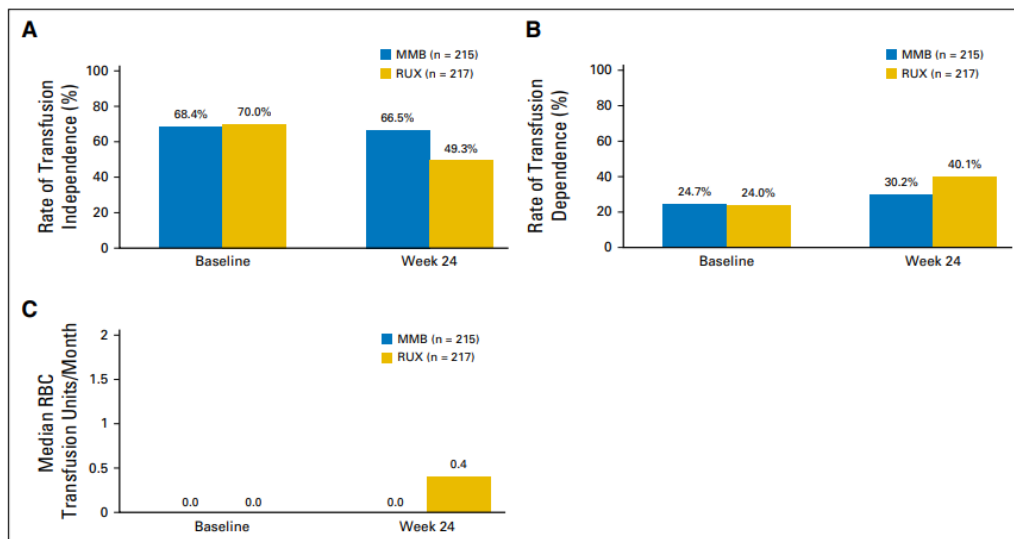 A
MMB (n = 215)
RUX (n = 217)
Rate of Transfusion
Independence (%)
100
80
60
40
20
0
68.4%
70.0%
66.5%
49.3%
Baseline
Week 24
B
MMB (n = 215)
RUX (n = 217)
Rate of Transfusion
Dependence (%)
100
80
60
40
20
0
24.7%
24.0%
30.2%
40.1%
Baseline
Week 24
C
MMB (n = 215)
RUX (n = 217)
Median RBC
Transfusion Units/Month
2
1.5
1
0.5
0
0.0
0.0
0.0
0.4
Baseline
Week 24